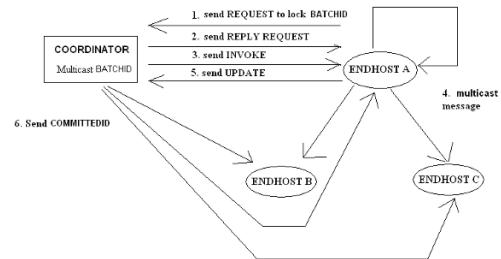 1. send REQUEST to lock BATCHID
2. send REPLY REQUEST
3. send INVOKE
5. send UPDATE
COORDINATOR
Multicast BATCHID
ENDHOST A
4. multicast
message
6. Send COMMITTEDID
ENDHOST B
ENDHOST C